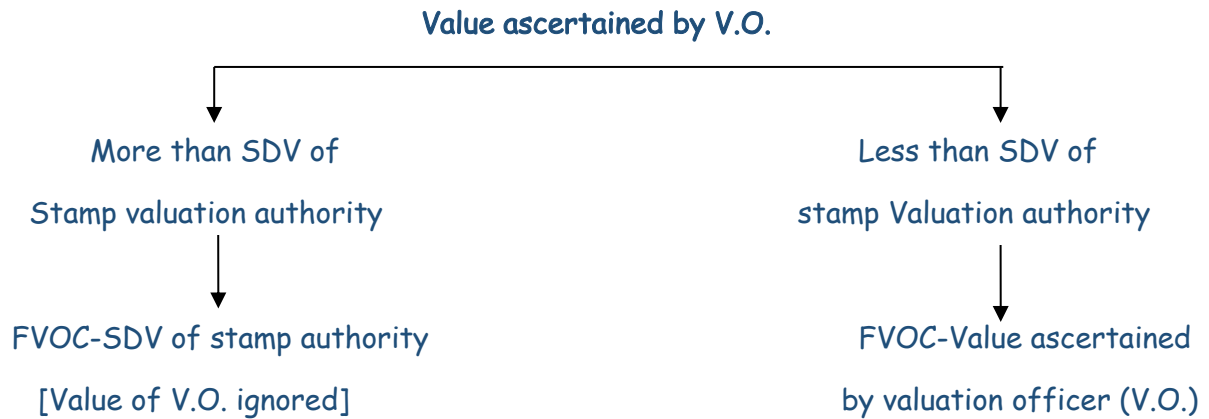 Value ascertained by V.O.
More than SDV of
Stamp valuation authority
FVOC-SDV of stamp authority
[Value of V.O. ignored]
Less than SDV of
stamp Valuation authority
FVOC-Value ascertained
by valuation officer (V.O.)